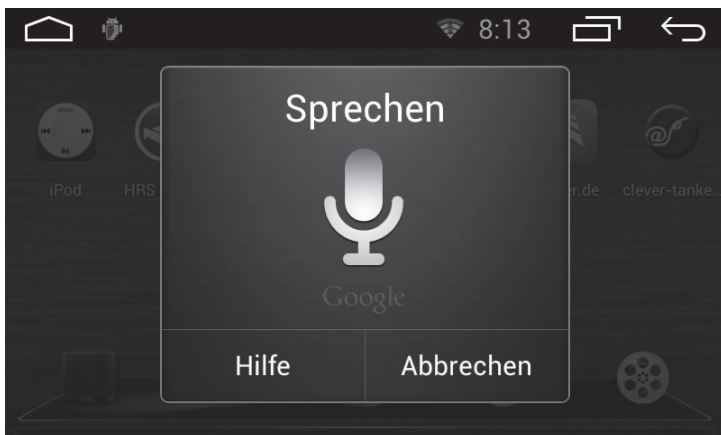 8:13
Sprechen
iPod
HRS
r.de
clever-tanke...
Google
Hilfe
Abbrechen